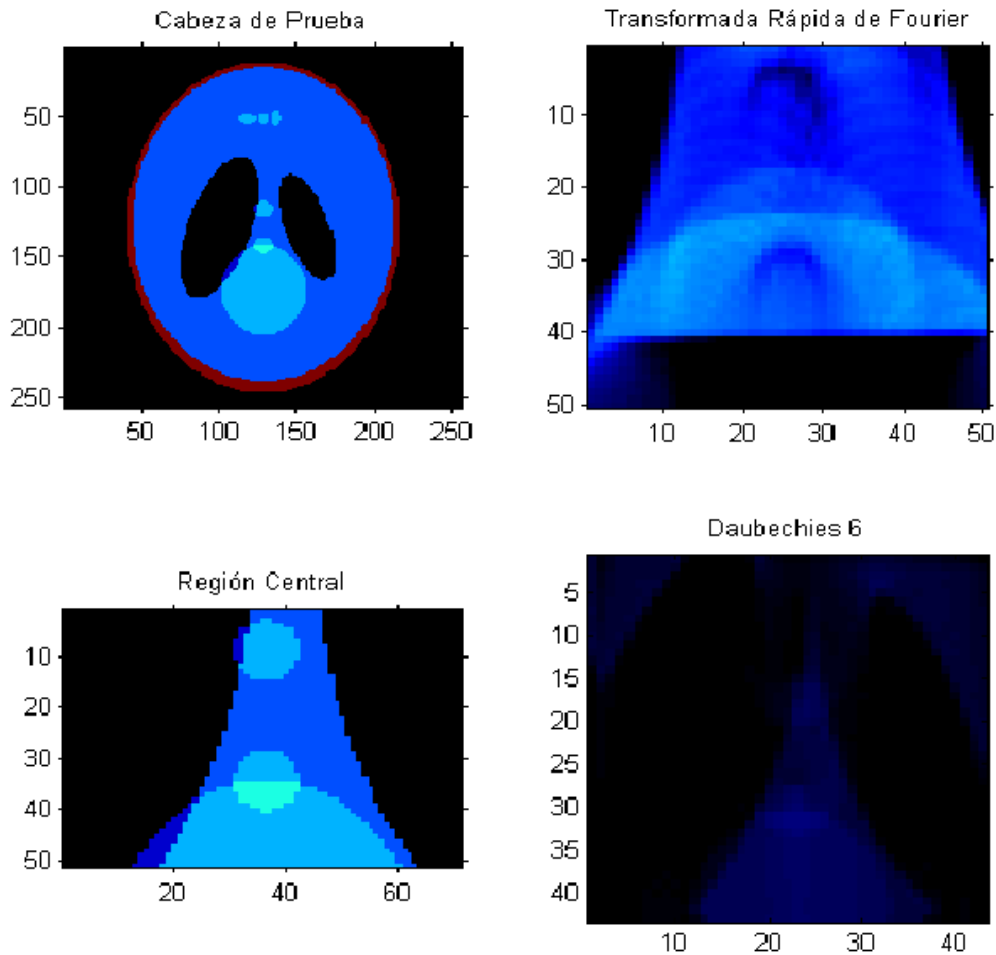 Cabeza de Prueba
50
100
150
200
250
50 100 150 200 250
Transformada Rápida de Fourier
10
20
30
40
50
10 20 30 40 50
Región Central
10
20
30
40
50
20 40 60
Daubechies 6
5
10
15
20
25
30
35
40
10 20 30 40